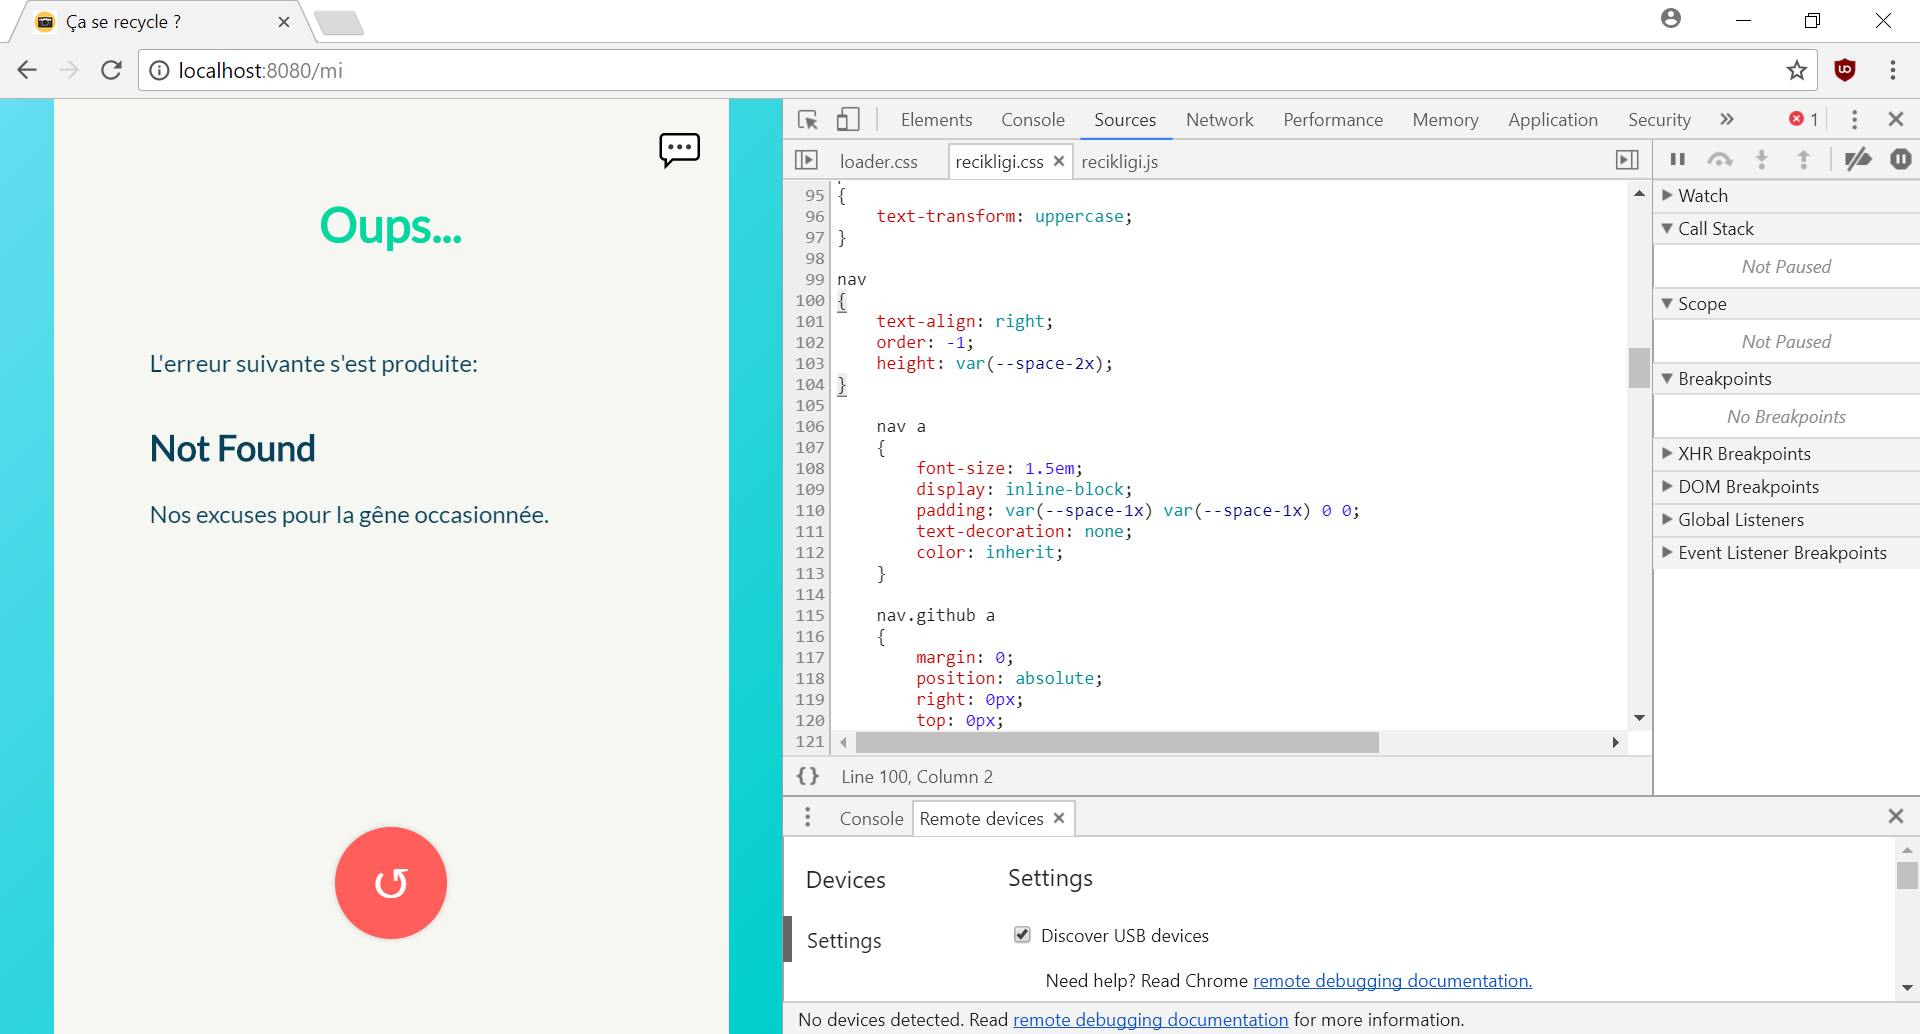 Ça se recycle ?
localhost:8080/mi
Oups...
L'erreur suivante s'est produite:
Not Found
Nos excuses pour la gêne occasionnée.
Elements Console Sources Network Performance Memory Application Security » 1
loader.css recikligi.css × recikligi.js
95 {
96 text-transform: uppercase;
97 }
98
99 nav
100 {
101 text-align: right;
102 order: -1;
103 height: var(--space-2x);
104 }
105
106 nav a
107 {
108 font-size: 1.5em;
109 display: inline-block;
110 padding: var(--space-1x) var(--space-1x) 0 0;
111 text-decoration: none;
112 color: inherit;
113 }
114
115 nav.github a
116 {
117 margin: 0;
118 position: absolute;
119 right: 0px;
120 top: 0px;
121
{} Line 100, Column 2
Watch
Call Stack
Not Paused
Scope
Not Paused
Breakpoints
No Breakpoints
XHR Breakpoints
DOM Breakpoints
Global Listeners
Event Listener Breakpoints
Console Remote devices ×
Devices
Settings
Settings
Discover USB devices
Need help? Read Chrome remote debugging documentation.
No devices detected. Read remote debugging documentation for more information.